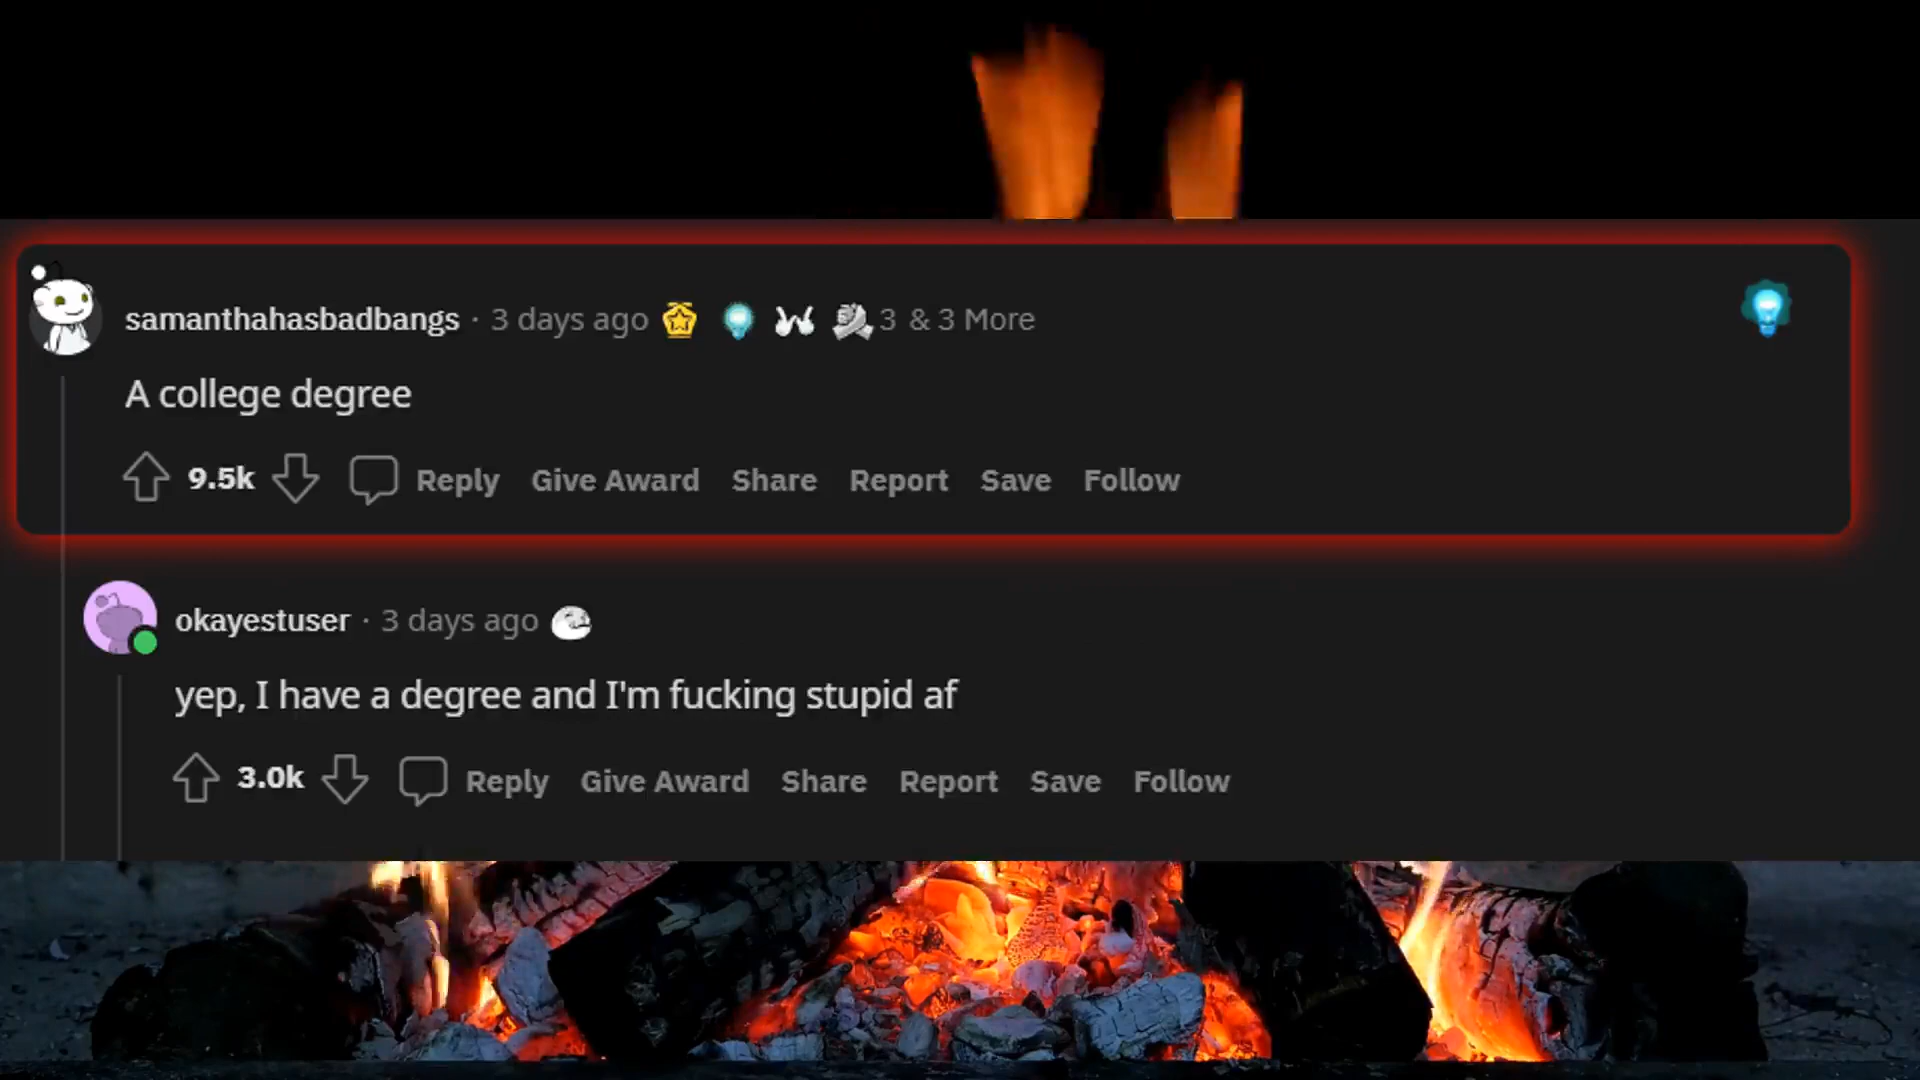 samanthahasbadbangs · 3 days ago 3 & 3 More
A college degree
9.5k Reply Give Award Share Report Save Follow
okayestuser · 3 days ago
yep, I have a degree and I'm fucking stupid af
3.0k Reply Give Award Share Report Save Follow